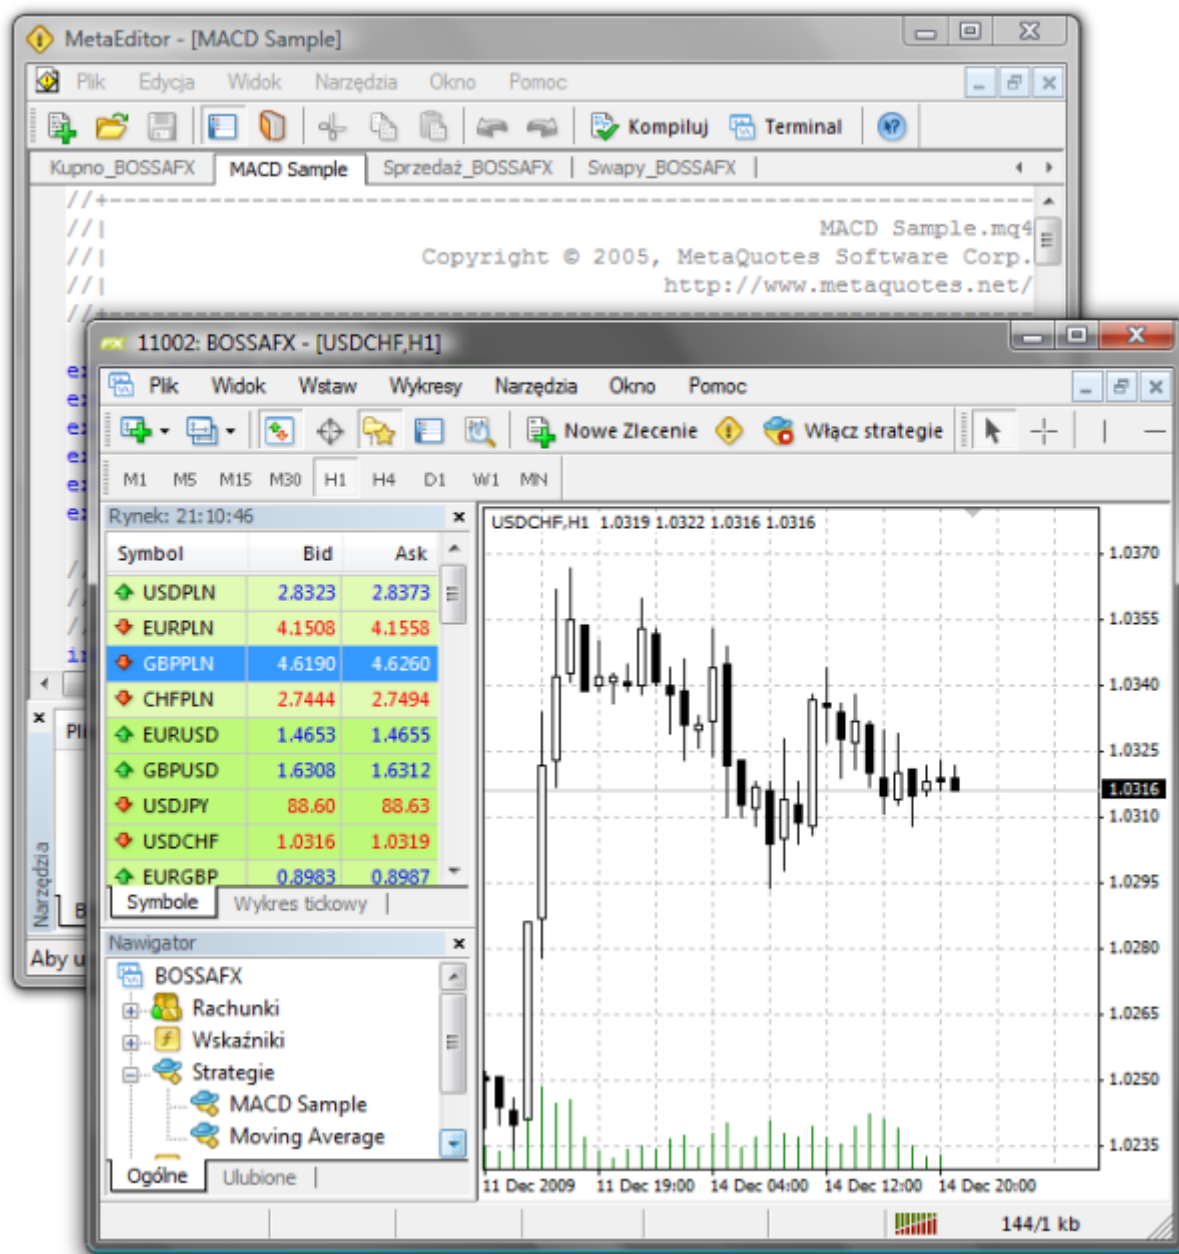 MetaEditor - [MACD Sample]
Plik Edycja Widok Narzędzia Okno Pomoc
Kompiluj Terminal
Kupno_BOSSAFX MACD Sample Sprzedaż_BOSSAFX Swapy_BOSSAFX
//+------------------------------------------------------------------
//| MACD Sample.mq4
//| Copyright © 2005, MetaQuotes Software Corp.
//| http://www.metaquotes.net/
//+------------------------------------------------------------------
11002: BOSSAFX - [USDCHF,H1]
Plik Widok Wstaw Wykresy Narzędzia Okno Pomoc
Nowe Zlecenie Włącz strategie
M1 M5 M15 M30 H1 H4 D1 W1 MN
Rynek: 21:10:46
Symbol Bid Ask
USDPLN 2.8323 2.8373
EURPLN 4.1508 4.1558
GBPPLN 4.6190 4.6260
CHFPLN 2.7444 2.7494
EURUSD 1.4653 1.4655
GBPUSD 1.6308 1.6312
USDJPY 88.60 88.63
USDCHF 1.0316 1.0319
EURGBP 0.8983 0.8987
Symbole Wykres tickowy
Nawigator
BOSSAFX
Rachunki
Wskaźniki
Strategie
MACD Sample
Moving Average
Ogólne Ulubione
USDCHF,H1 1.0319 1.0322 1.0316 1.0316
1.0370
1.0355
1.0340
1.0325
1.0316
1.0310
1.0295
1.0280
1.0265
1.0250
1.0235
11 Dec 2009 11 Dec 19:00 14 Dec 04:00 14 Dec 12:00 14 Dec 20:00
144/1 kb
Narzędzia
Aby u